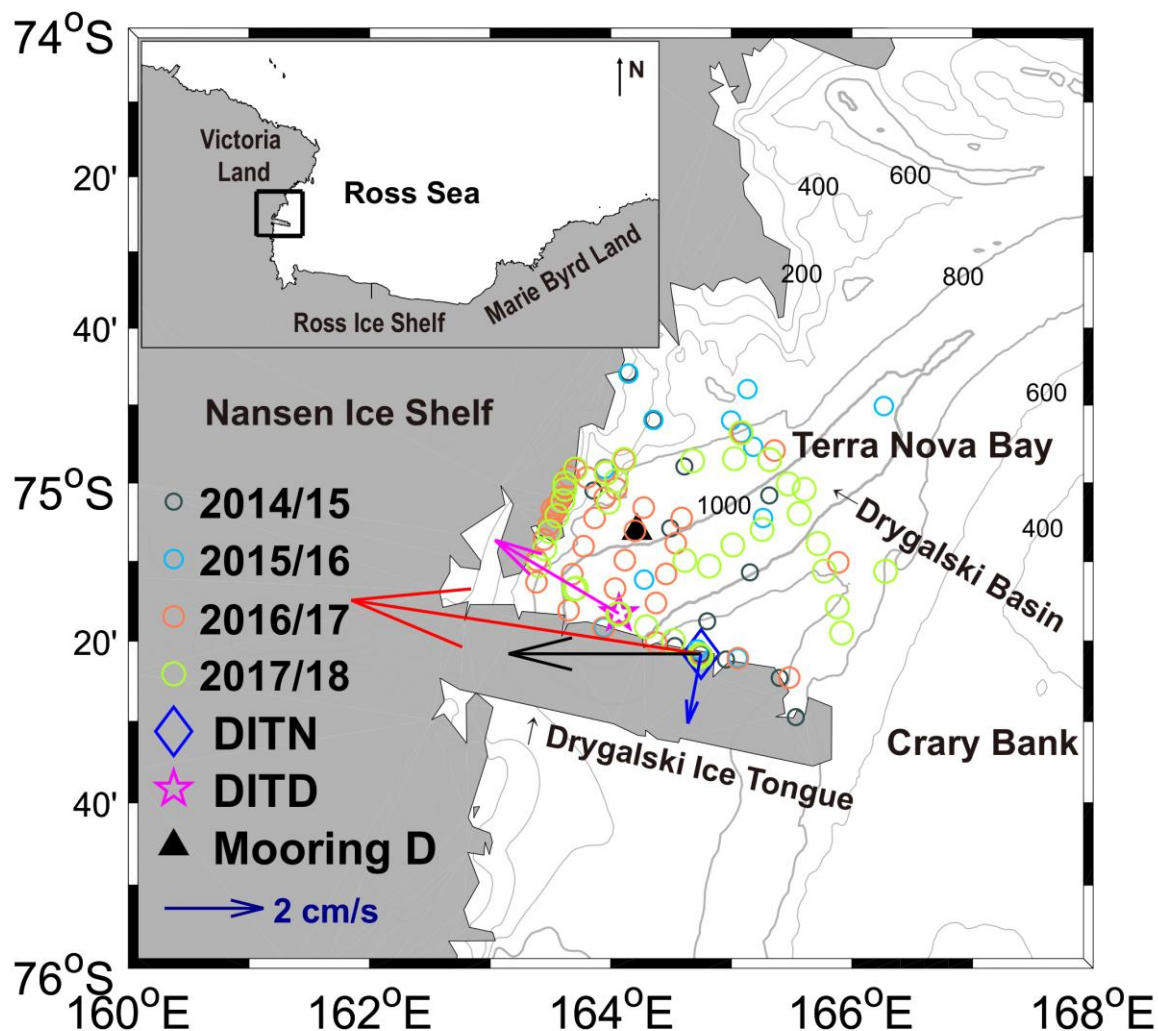 74°S
20'
40'
75°S
20'
40'
76°S
160°E
162°E
164°E
166°E
168°E
N
Victoria
Land
Ross Sea
Marie Byrd Land
Ross Ice Shelf
400
600
200
800
600
1000
400
Nansen Ice Shelf
Terra Nova Bay
←Drygalski Basin
Crary Bank
↑ Drygalski Ice Tongue
2014/15
2015/16
2016/17
2017/18
DITN
DITD
Mooring D
2 cm/s